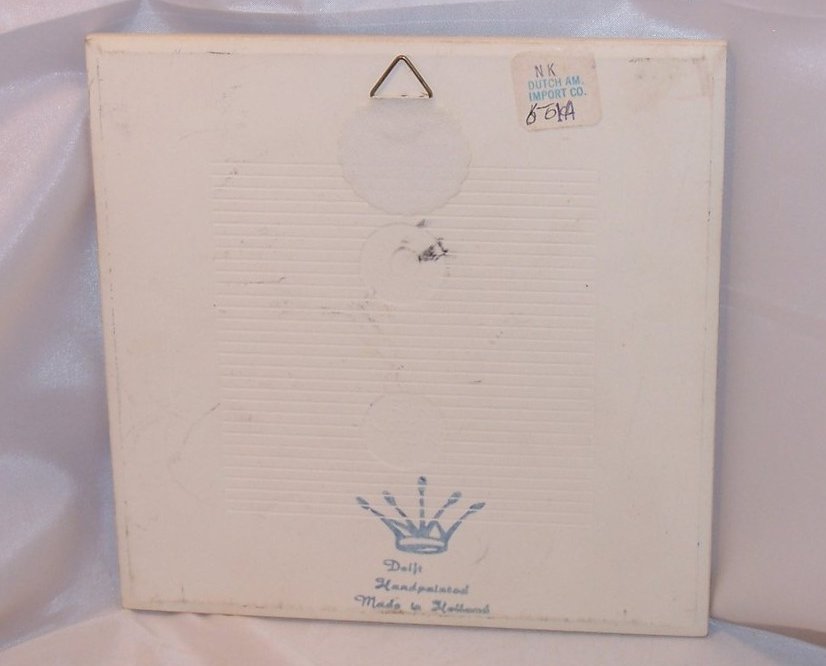 N K
DUTCH AM.
IMPORT CO.
Delft
Handpainted
Made in Holland